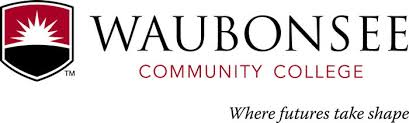 WAUBONSEE
COMMUNITY COLLEGE
TM
Where futures take shape